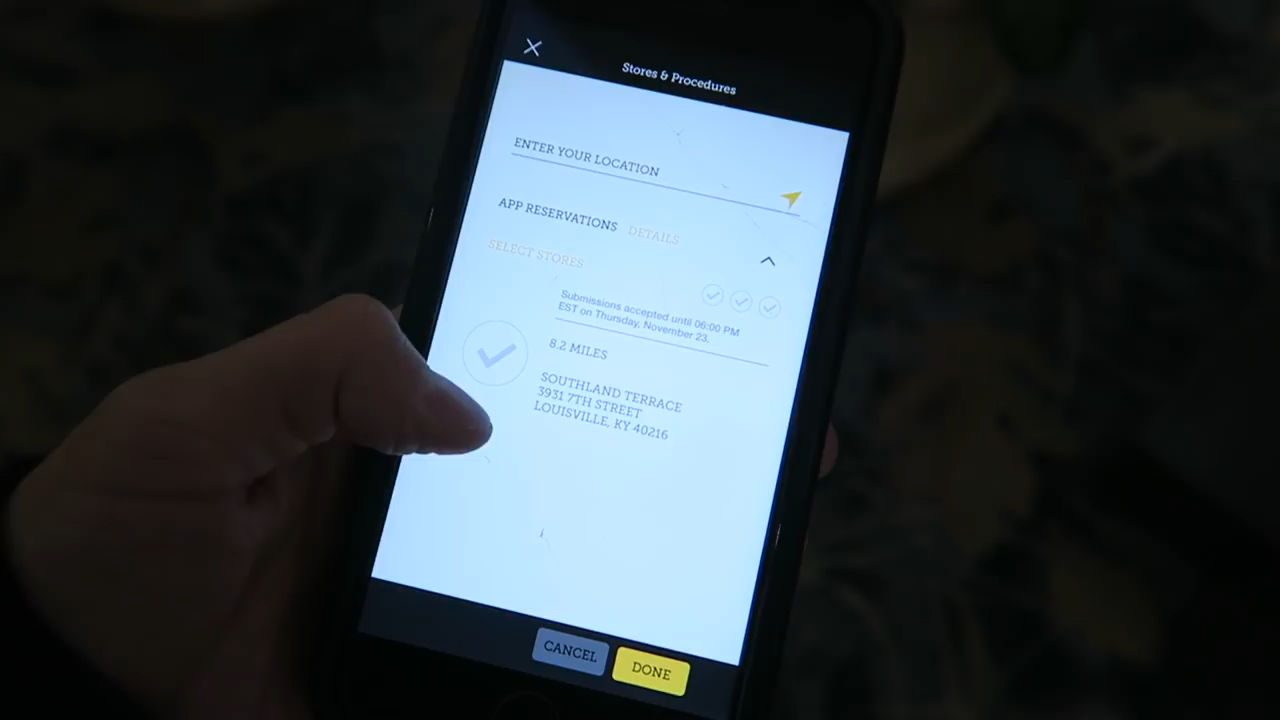 Stores & Procedures
ENTER YOUR LOCATION
APP RESERVATIONS DETAILS
SELECT STORES
Submissions accepted until 06:00 PM
EST on Thursday, November 23.
8.2 MILES
SOUTHLAND TERRACE
3931 7TH STREET
LOUISVILLE, KY 40216
CANCEL
DONE